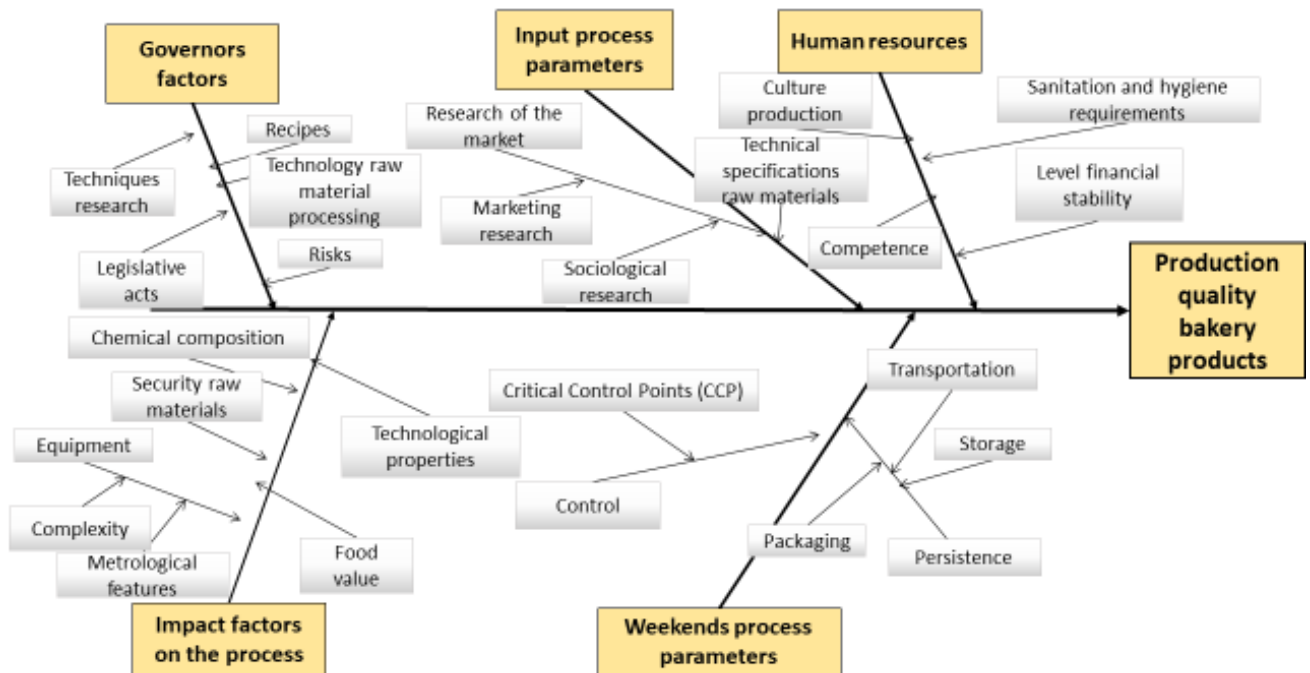 Governors
factors
Input process
parameters
Human resources
Culture
production
Sanitation and hygiene
requirements
Research of the
market
Recipes
Technology raw
material
processing
Techniques
research
Technical
specifications
raw materials
Level financial
stability
Marketing
research
Competence
Risks
Legislative
acts
Sociological
research
Production
quality
bakery
products
Chemical composition
Security raw
materials
Transportation
Critical Control Points (CCP)
Technological
properties
Equipment
Storage
Control
Complexity
Metrological
features
Food
value
Packaging
Persistence
Impact factors
on the process
Weekends process
parameters